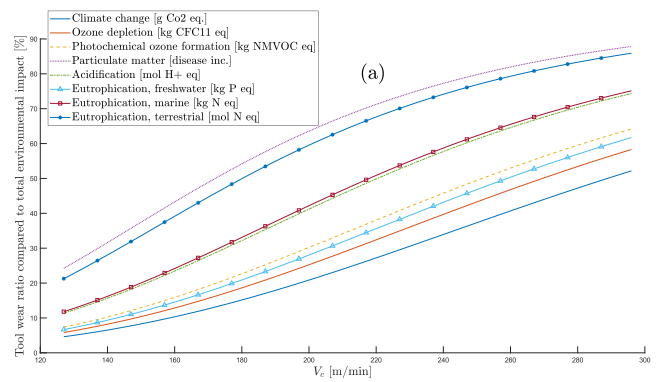 Climate change [g Co2 eq.]
Ozone depletion [kg CFC11 eq]
Photochemical ozone formation [kg NMVOC eq]
Particulate matter [disease inc.]
Acidification [mol H+ eq]
Eutrophication, freshwater [kg P eq]
Eutrophication, marine [kg N eq]
Eutrophication, terrestrial [mol N eq]
(a)
Tool wear ratio compared to total environmental impact [%]
90
80
70
60
50
40
30
20
10
0
120 140 160 180 200 220 240 260 280 300
V_c [m/min]